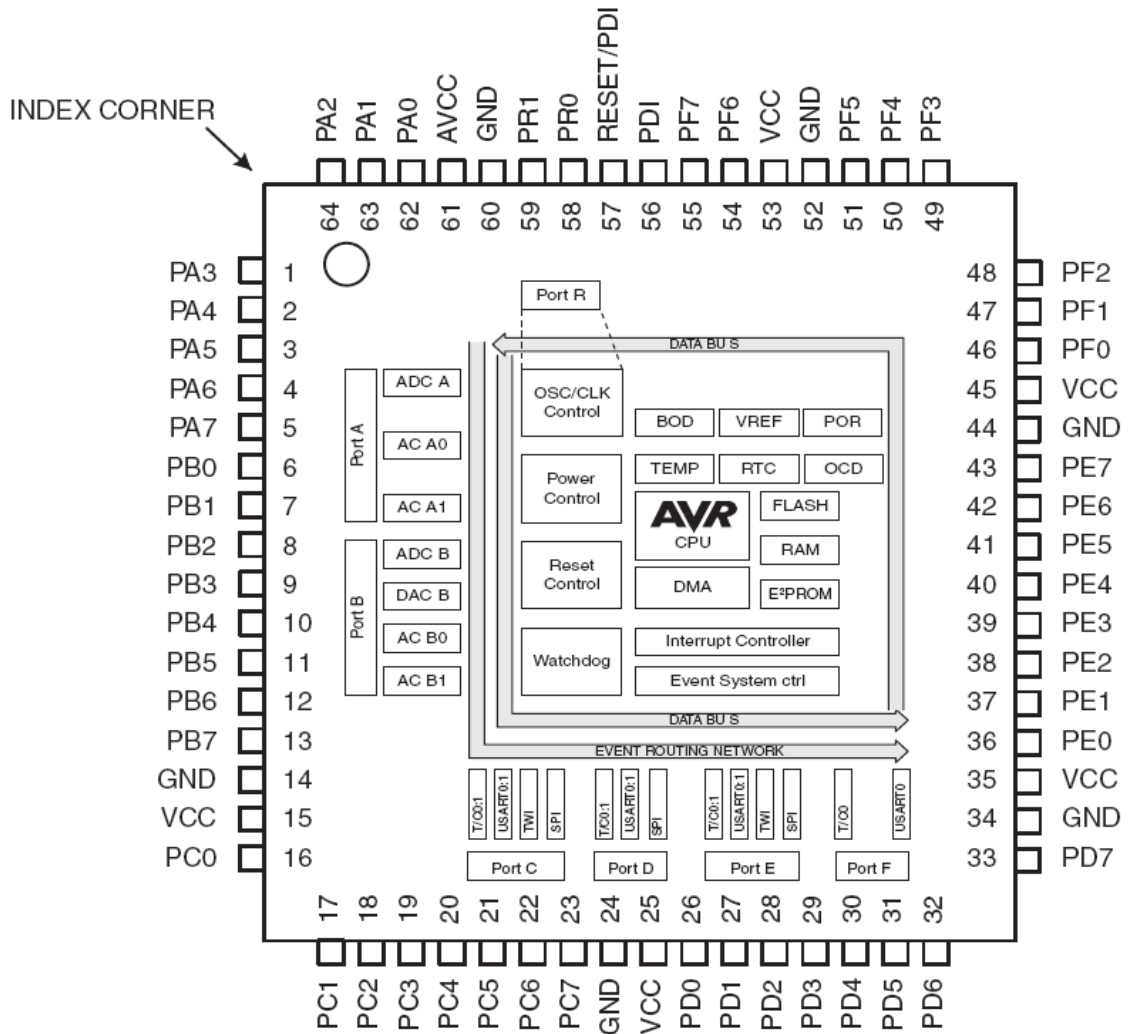 INDEX CORNER
PA2
PA1
PA0
AVCC
GND
PR1
PR0
RESET/PDI
PDI
PF7
PF6
VCC
GND
PF5
PF4
PF3
64
63
62
61
60
59
58
57
56
55
54
53
52
51
50
49
PA3 1
PA4 2
PA5 3
PA6 4
PA7 5
PB0 6
PB1 7
PB2 8
PB3 9
PB4 10
PB5 11
PB6 12
PB7 13
GND 14
VCC 15
PC0 16
48 PF2
47 PF1
46 PF0
45 VCC
44 GND
43 PE7
42 PE6
41 PE5
40 PE4
39 PE3
38 PE2
37 PE1
36 PE0
35 VCC
34 GND
33 PD7
Port R
DATA BUS
Port A
ADC A
AC A0
AC A1
Port B
ADC B
DAC B
AC B0
AC B1
OSC/CLK
Control
Power
Control
Reset
Control
Watchdog
BOD
VREF
POR
TEMP
RTC
OCD
AVR
CPU
FLASH
RAM
DMA
E²PROM
Interrupt Controller
Event System ctrl
DATA BUS
EVENT ROUTING NETWORK
T/C0:1
USART0:1
TWI
SPI
T/C0:1
USART0:1
SPI
T/C0:1
USART0:1
TWI
SPI
T/C0
USART0
Port C
Port D
Port E
Port F
17
18
19
20
21
22
23
24
25
26
27
28
29
30
31
32
PC1
PC2
PC3
PC4
PC5
PC6
PC7
GND
VCC
PD0
PD1
PD2
PD3
PD4
PD5
PD6